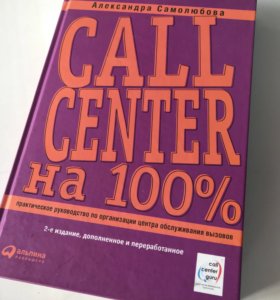 Александра Самолюбова
CALL
CENTER
на 100%
практическое руководство по организации центра обслуживания вызовов
2-е издание, дополненное и переработанное
альпина
call
center
guru